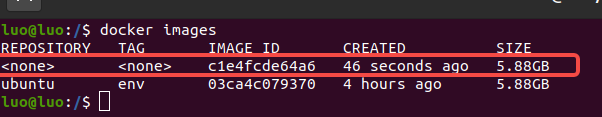 luo@luo:/$ docker images
REPOSITORY   TAG       IMAGE ID       CREATED          SIZE
<none>       <none>    c1e4fcde64a6   46 seconds ago   5.88GB
ubuntu       env       03ca4c079370   4 hours ago      5.88GB
luo@luo:/$